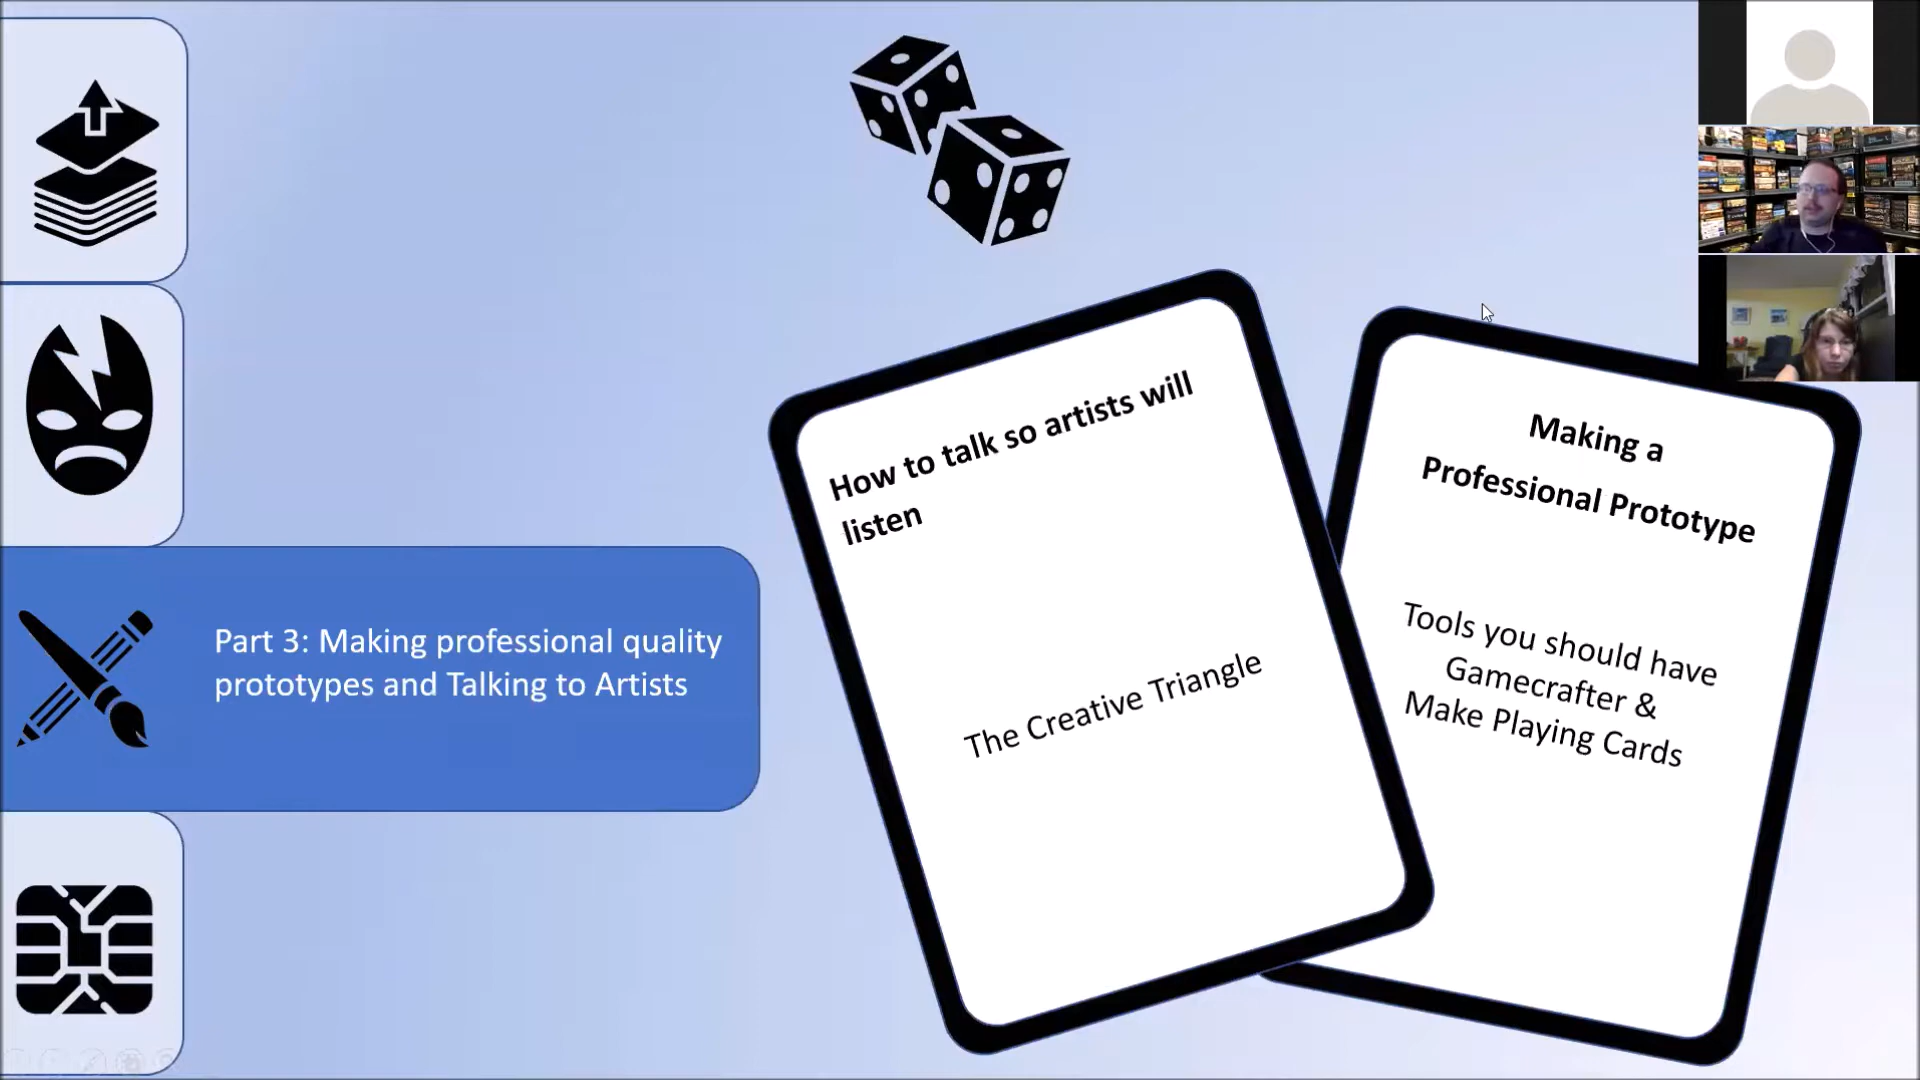 Part 3: Making professional quality
prototypes and Talking to Artists
How to talk so artists will
listen
The Creative Triangle
Making a
Professional Prototype
Tools you should have
Gamecrafter &
Make Playing Cards